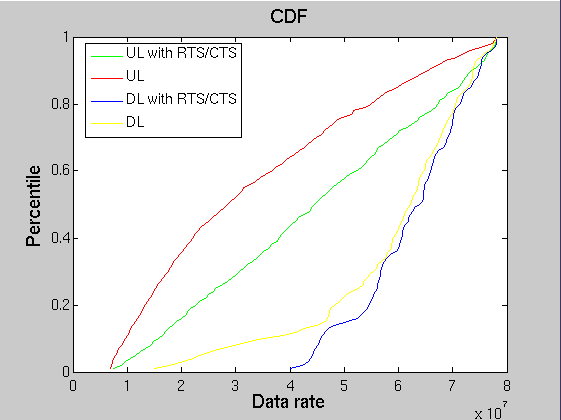 CDF
1
0.8
0.6
0.4
0.2
0
Percentile
UL with RTS/CTS
UL
DL with RTS/CTS
DL
0 1 2 3 4 5 6 7 8
Data rate
x 10^7